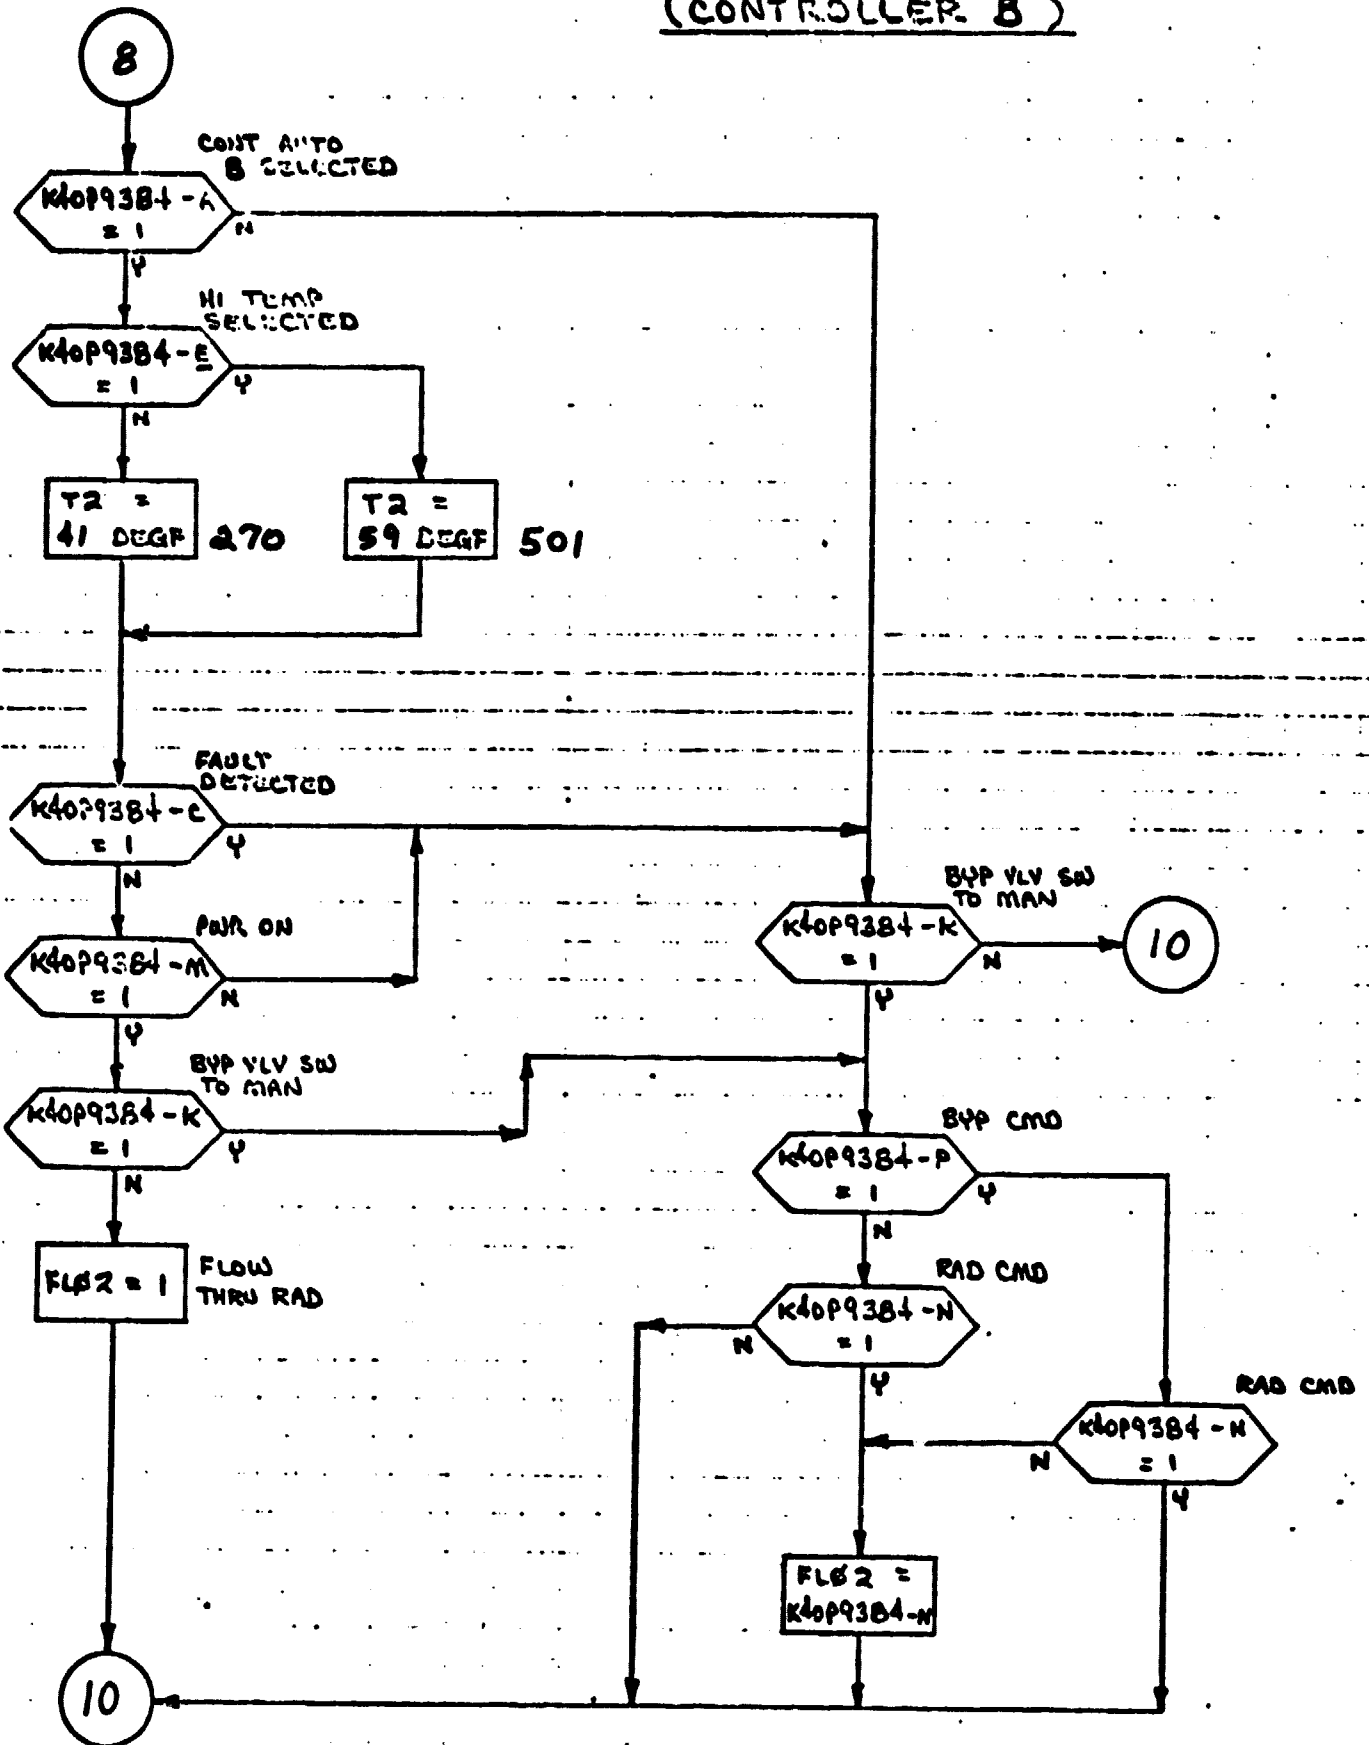 (CONTROLLER B)
8
CONT AUTO
B SELECTED
K40P9384-A
= 1
N
Y
HI TEMP
SELECTED
K40P9384-E
= 1
Y
N
T2 =
41 DEGF
270
T2 =
59 DEGF
501
FAULT
DETECTED
K40P9384-C
= 1
Y
N
PWR ON
K40P9384-M
= 1
N
Y
BYP VLV SW
TO MAN
K40P9384-K
= 1
Y
N
FLØ2 = 1
FLOW
THRU RAD
10
BYP VLV SW
TO MAN
K40P9384-K
= 1
N
Y
10
BYP CMD
K40P9384-P
= 1
Y
N
RAD CMD
K40P9384-N
= 1
N
Y
RAD CMD
K40P9384-N
= 1
N
Y
FLØ2 =
K40P9384-N